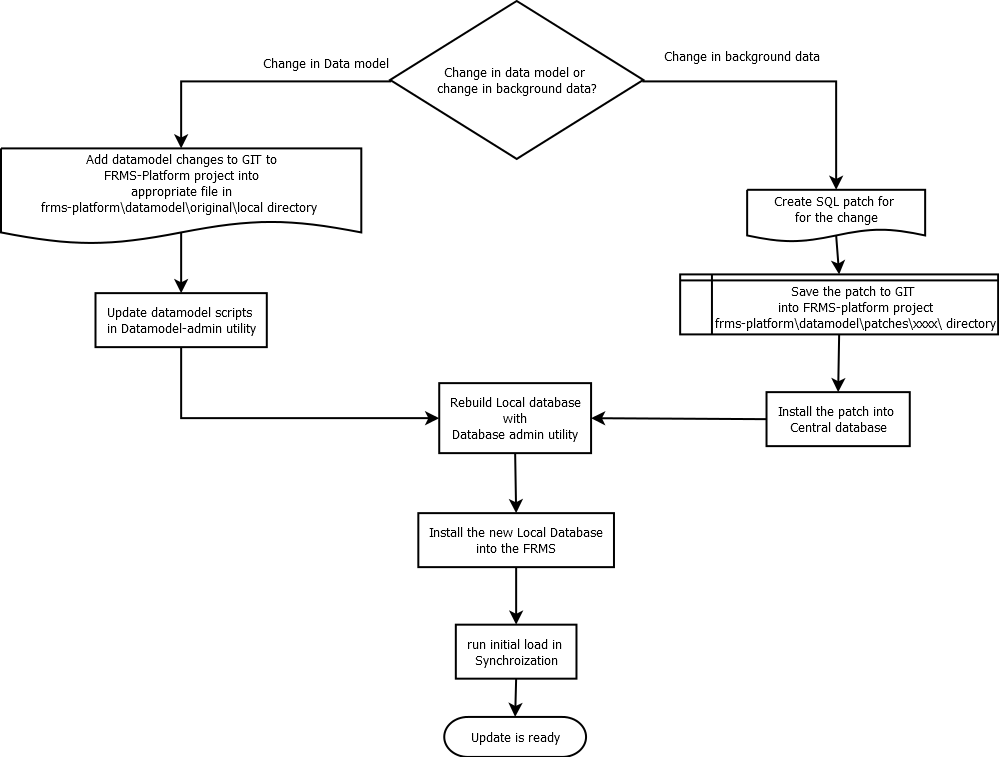 Change in Data model
Change in background data
Change in data model or
change in background data?
Add datamodel changes to GIT to
FRMS-Platform project into
appropriate file in
frms-platform\datamodel\original\local directory
Create SQL patch for
for the change
Save the patch to GIT
into FRMS-platform project
frms-platform\datamodel\patches\xxxx\ directory
Update datamodel scripts
in Datamodel-admin utility
Rebuild Local database
with
Database admin utility
Install the patch into
Central database
Install the new Local Database
into the FRMS
run initial load in
Synchroization
Update is ready